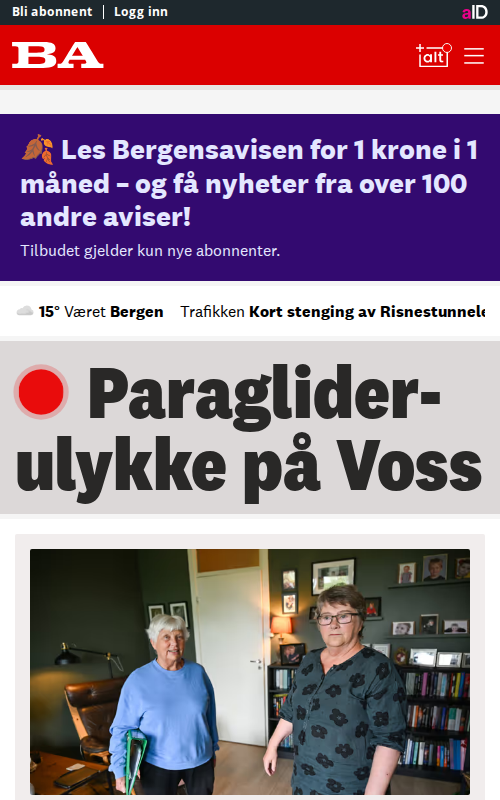 Bli abonnent | Logg inn
aID
BA
alt
Les Bergensavisen for 1 krone i 1
måned – og få nyheter fra over 100
andre aviser!
Tilbudet gjelder kun nye abonnenter.
15° Været Bergen Trafikken Kort stenging av Risnestunnele
Paraglider-
ulykke på Voss